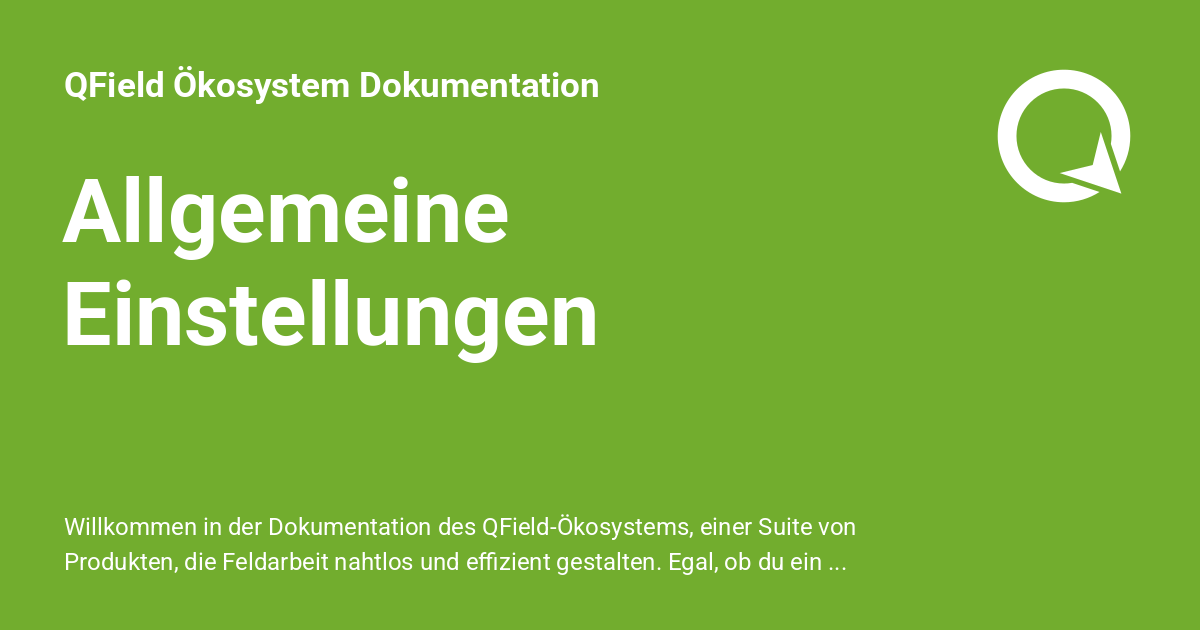 QField Ökosystem Dokumentation
Allgemeine
Einstellungen
Willkommen in der Dokumentation des QField-Ökosystems, einer Suite von
Produkten, die Feldarbeit nahtlos und effizient gestalten. Egal, ob du ein ...